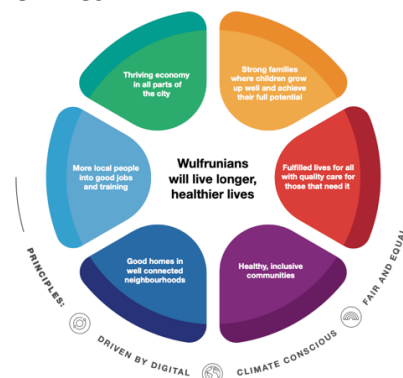 Thriving economy
in all parts of
the city
Strong families
where children grow
up well and achieve
their full potential
More local people
into good jobs
and training
Wulfrunians
will live longer,
healthier lives
Fulfilled lives for all
with quality care for
those that need it
Good homes in
well connected
neighbourhoods
Healthy, inclusive
communities
PRINCIPLES:
DRIVEN BY DIGITAL
CLIMATE CONSCIOUS
FAIR AND EQUAL